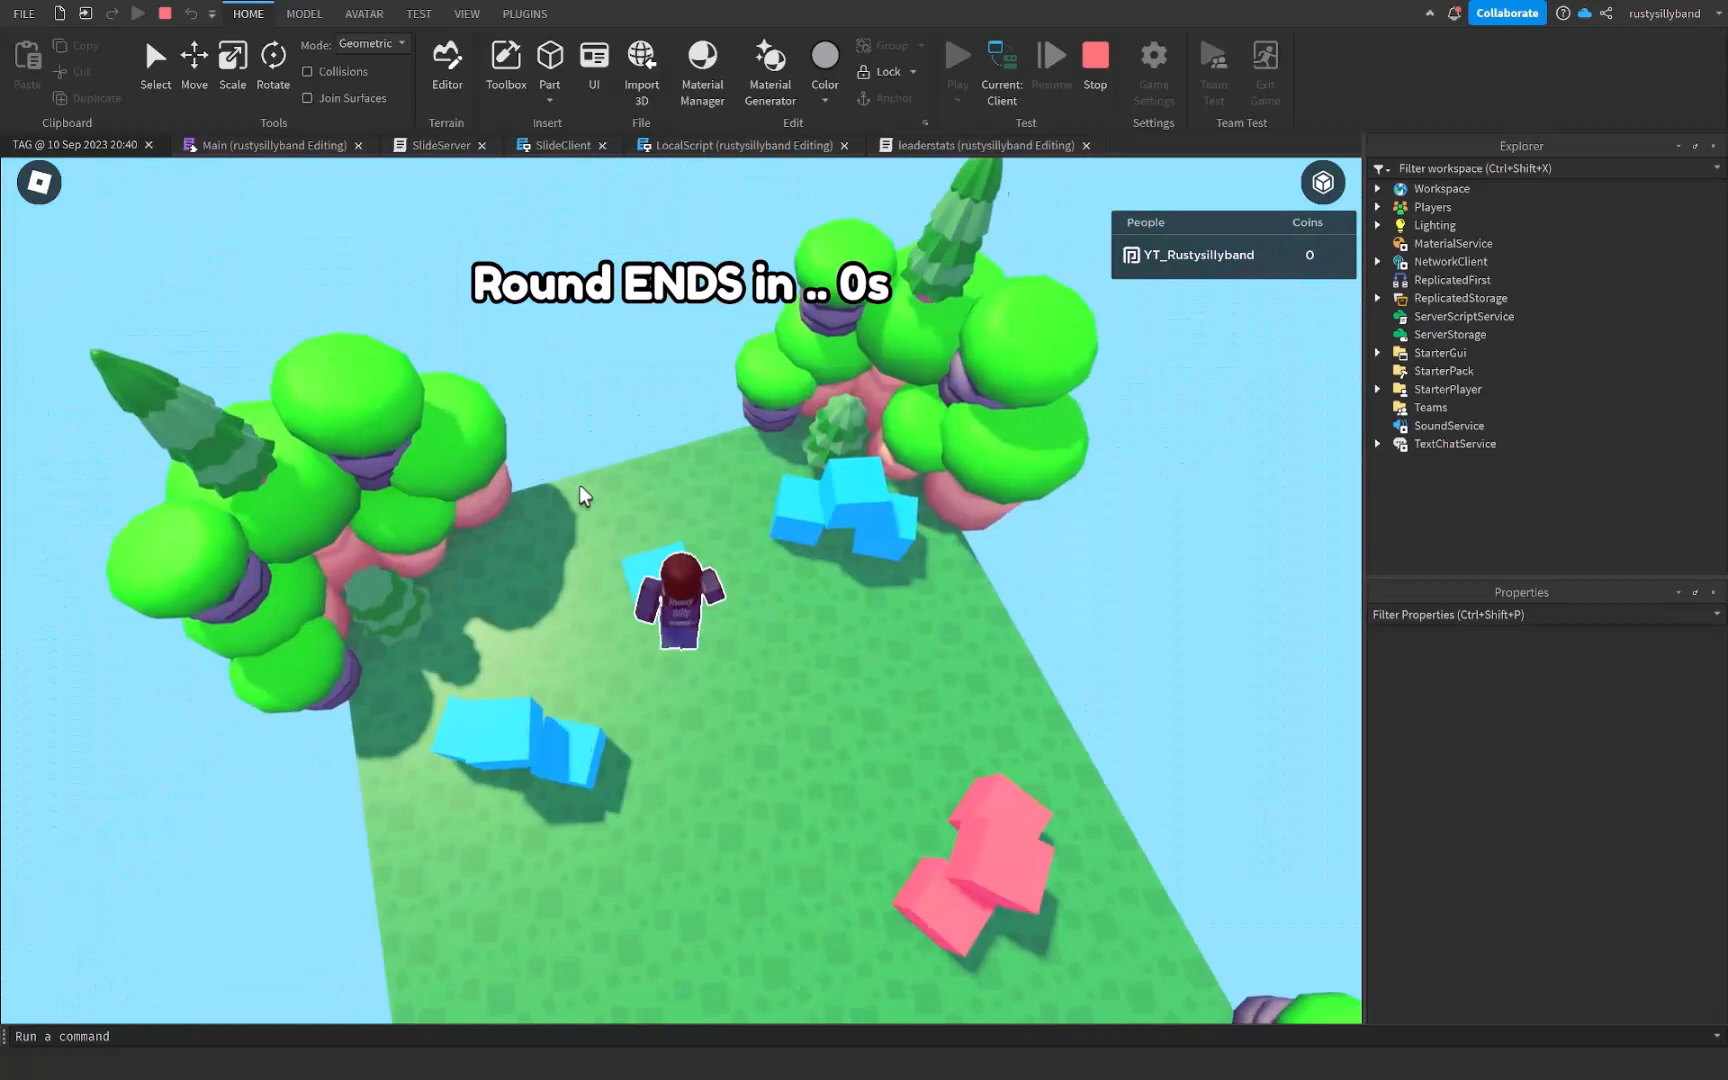 FILE
HOME
MODEL
AVATAR
TEST
VIEW
PLUGINS
Collaborate
rustysillyband
Paste
Copy
Cut
Duplicate
Clipboard
Select
Move
Scale
Rotate
Mode: Geometric
Collisions
Join Surfaces
Tools
Editor
Terrain
Toolbox
Part
UI
Insert
Import
3D
File
Material
Manager
Material
Generator
Color
Group
Lock
Anchor
Edit
Play
Current:
Client
Resume
Stop
Test
Game
Settings
Settings
Team
Test
Exit
Game
Team Test
TAG @ 10 Sep 2023 20:40
Main (rustysillyband Editing)
SlideServer
SlideClient
LocalScript (rustysillyband Editing)
leaderstats (rustysillyband Editing)
Explorer
Filter workspace (Ctrl+Shift+X)
Workspace
Players
Lighting
MaterialService
NetworkClient
ReplicatedFirst
ReplicatedStorage
ServerScriptService
ServerStorage
StarterGui
StarterPack
StarterPlayer
Teams
SoundService
TextChatService
Properties
Filter Properties (Ctrl+Shift+P)
People Coins
YT_Rustysillyband 0
Round ENDS in .. 0s
Run a command